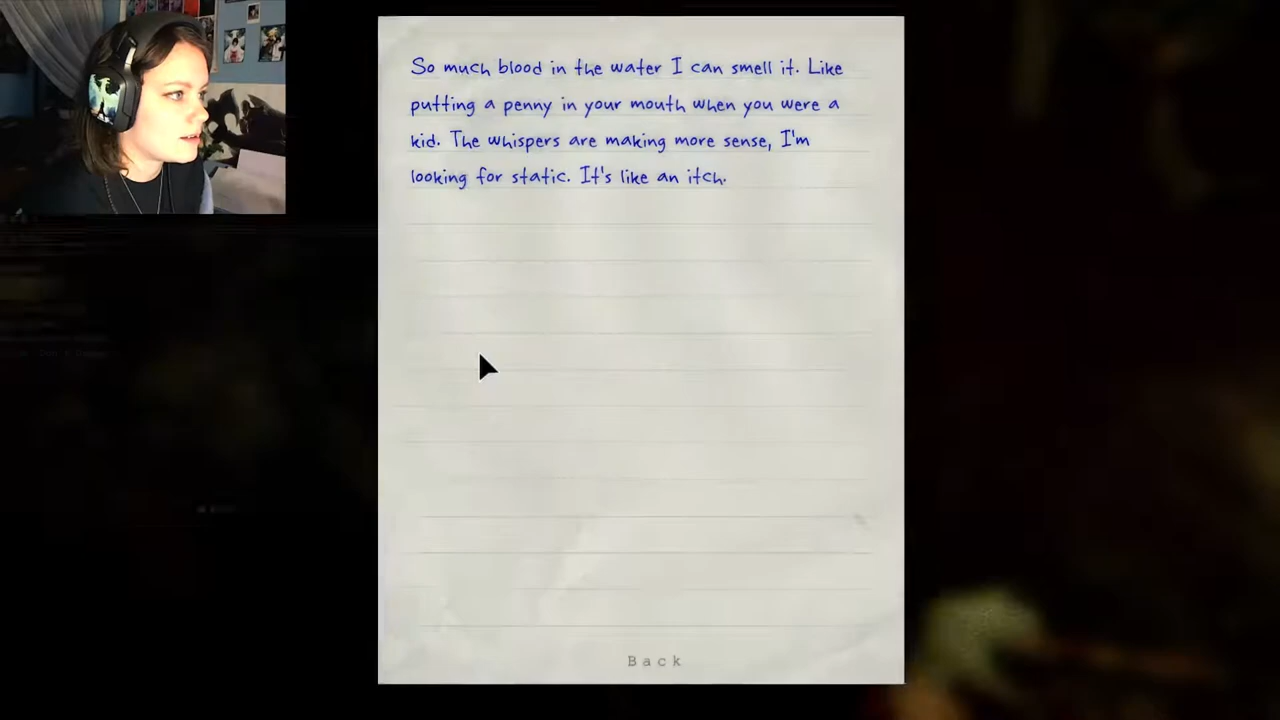 So much blood in the water I can smell it. Like
putting a penny in your mouth when you were a
kid. The whispers are making more sense, I'm
looking for static. It's like an itch.
Back